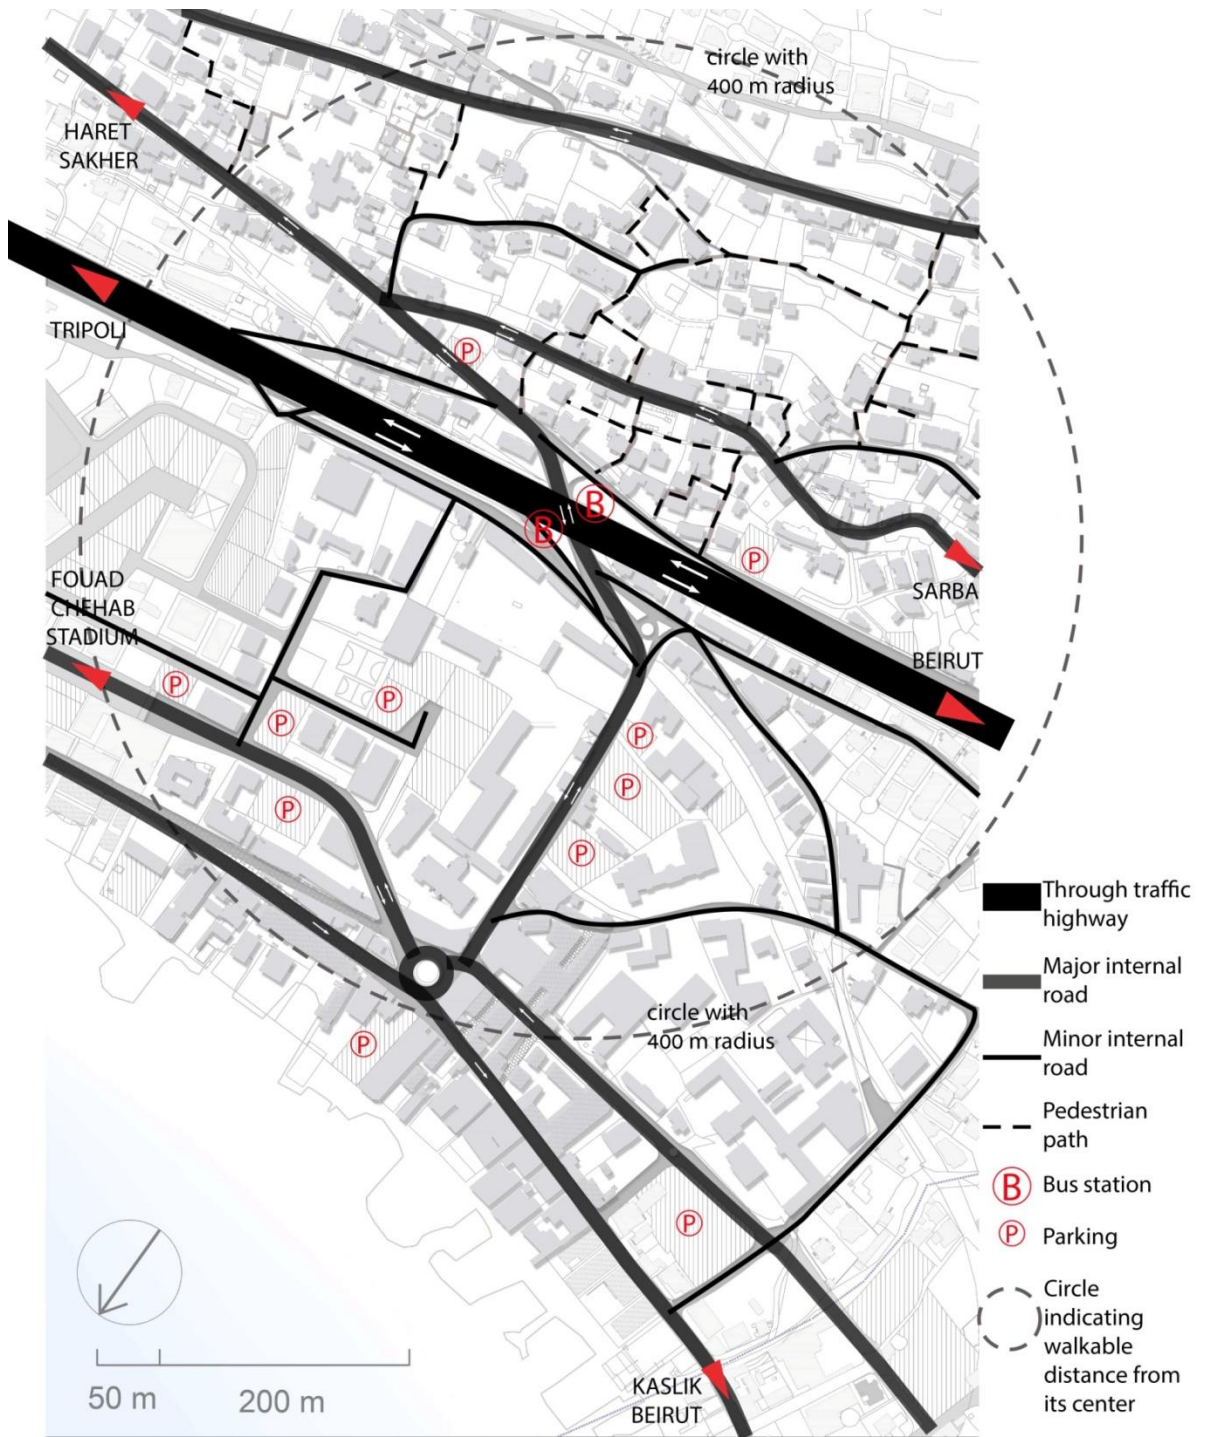 circle with
400 m radius
HARET
SAKHER
TRIPOLI
P
B
B
P
SARBA
FOUAD
CHEHAB
STADIUM
BEIRUT
P
P
P
P
P
P
P
circle with
400 m radius
P
P
KASLIK
BEIRUT
50 m
200 m
Through traffic
highway
Major internal
road
Minor internal
road
Pedestrian
path
B Bus station
P Parking
Circle
indicating
walkable
distance from
its center